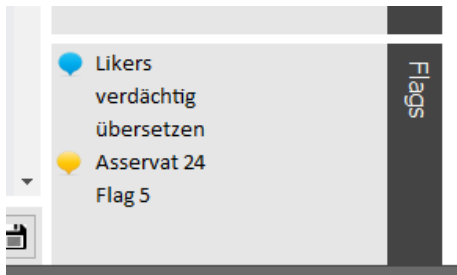 Likers
verdächtig
übersetzen
Asservat 24
Flag 5
Flags